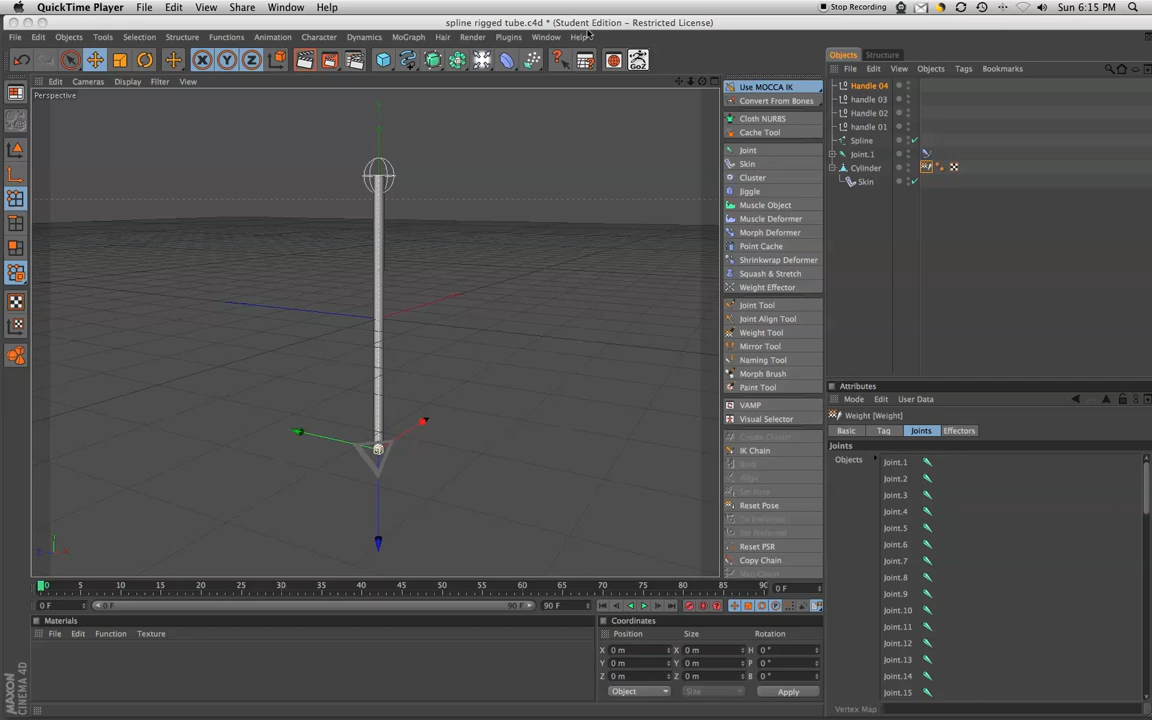 QuickTime Player File Edit View Window Help Stop Recording Sun 6:15 PM
spline rigged tube.c4d * (Student Edition - Restricted License)
File Edit Objects Tools Selection Structure Functions Animation Character Dynamics MoGraph Hair Render Plugins Window Help
Objects Structure
File Edit View Objects Tags Bookmarks
Edit Cameras Display Filter View
Perspective
Use MOCCA IK
Convert From Bones
Cloth NURBS
Cache Tool
Joint
Skin
Cluster
Jiggle
Muscle Object
Muscle Deformer
Morph Deformer
Point Cache
Shrinkwrap Deformer
Squash & Stretch
Weight Effector
Joint Tool
Joint Align Tool
Weight Tool
Mirror Tool
Naming Tool
Morph Brush
Paint Tool
VAMP
Visual Selector
Create Cluster
IK Chain
Bind
Align
Set Pose
Reset Pose
Reset PSR
Copy Chain
Handle 04
handle 03
Handle 02
handle 01
Spline
Joint.1
Cylinder
Skin
Attributes
Mode Edit User Data
Weight [Weight]
Basic Tag Joints Effectors
Joints
Objects
Joint.1
Joint.2
Joint.3
Joint.4
Joint.5
Joint.6
Joint.7
Joint.8
Joint.9
Joint.10
Joint.11
Joint.12
Joint.13
Joint.14
Joint.15
Vertex Map
0 5 10 15 20 25 30 35 40 45 50 55 60 65 70 75 80 85 90 0 F
0 F 0 F 90 F 90 F
Materials
File Edit Function Texture
Coordinates
Position Size Rotation
X 0 m X 0 m H 0 °
Y 0 m Y 0 m P 0 °
Z 0 m Z 0 m B 0 °
Object Size Apply
MAXON
CINEMA 4D
Y
Z X